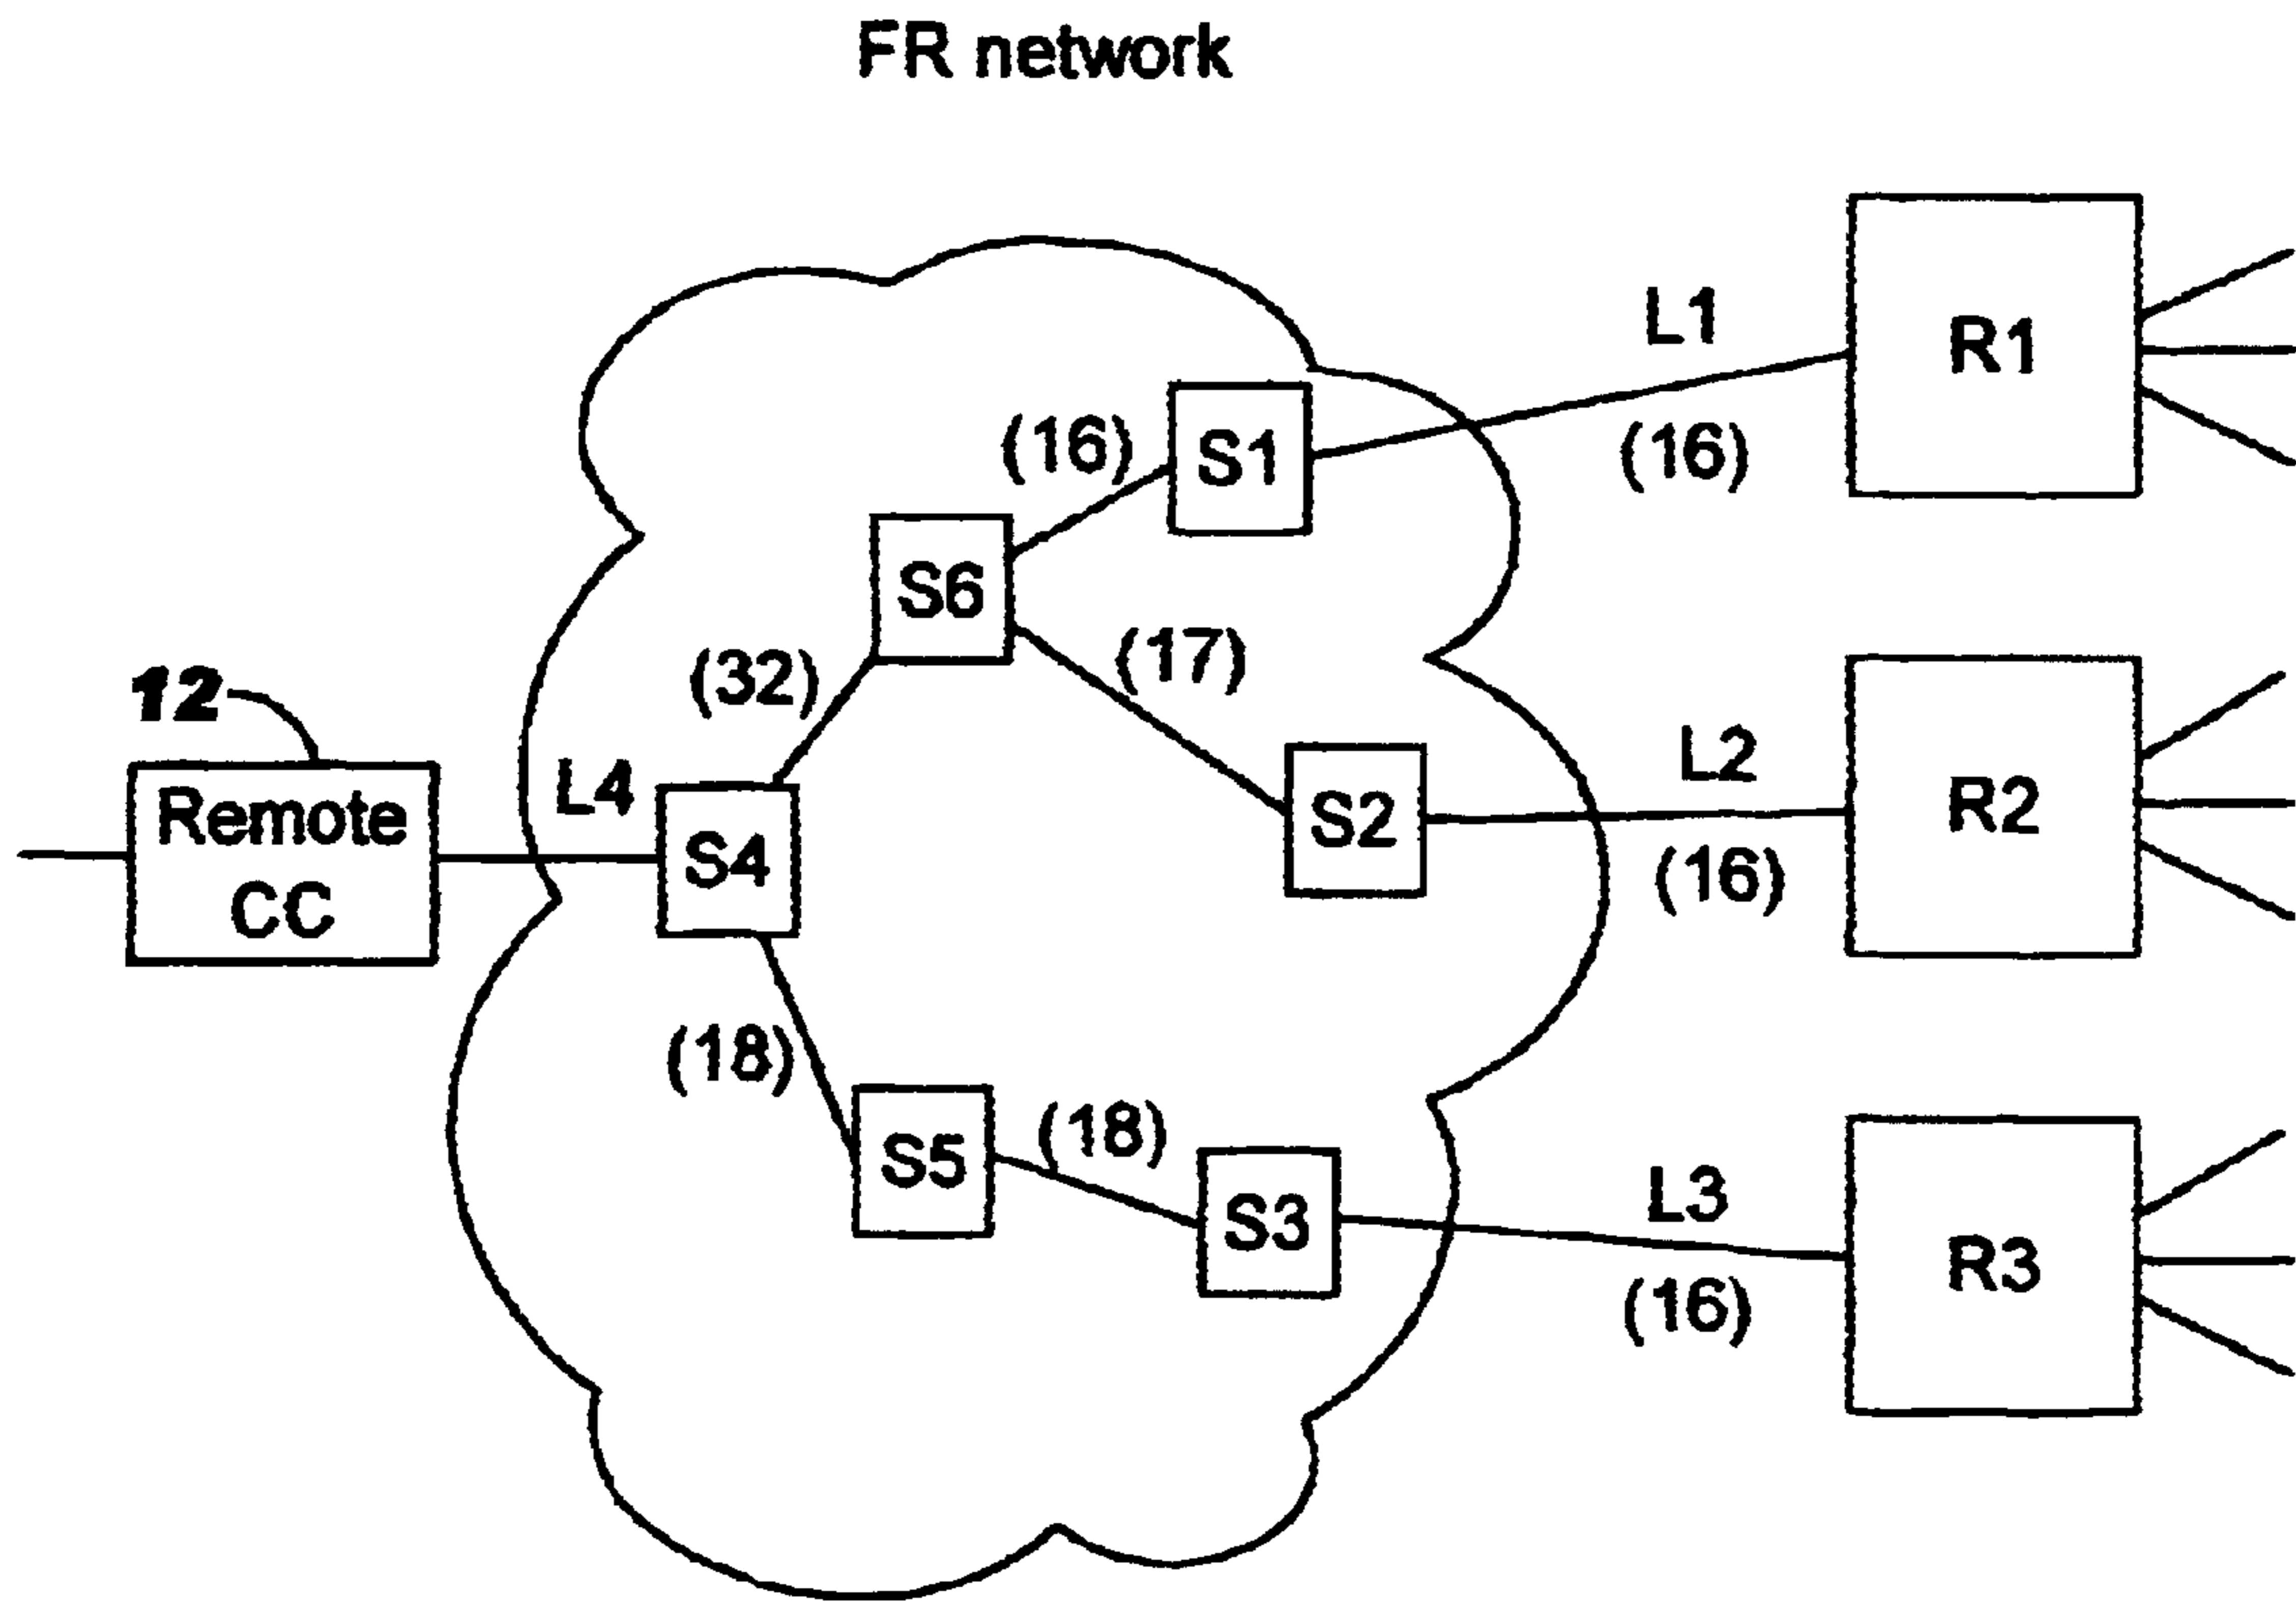 FR network
L1
R1
(16)
S1
(16)
S6
(17)
(32)
12
L2
R2
L4
Remote
CC
S4
S2
(16)
(18)
S5
(18)
S3
L3
R3
(16)